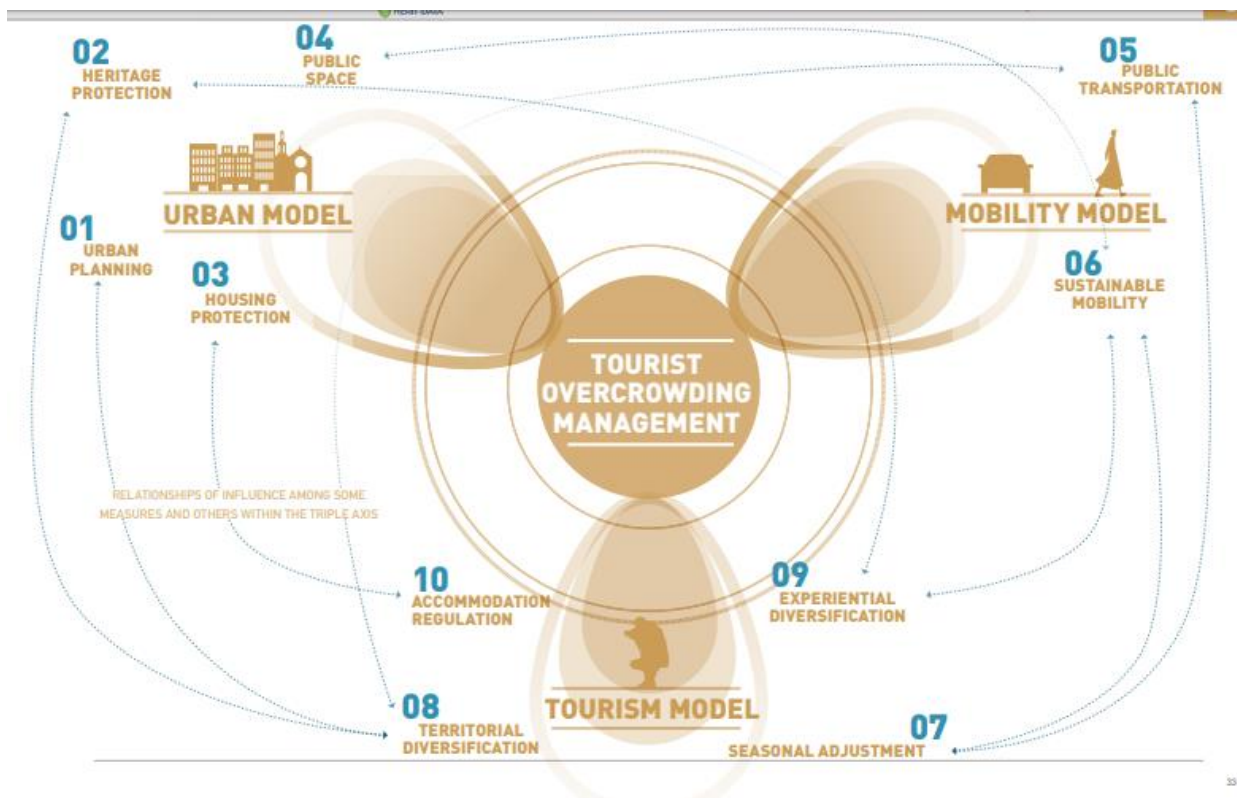 02
HERITAGE
PROTECTION
04
PUBLIC
SPACE
05
PUBLIC
TRANSPORTATION
URBAN MODEL
MOBILITY MODEL
01
URBAN
PLANNING
03
HOUSING
PROTECTION
06
SUSTAINABLE
MOBILITY
TOURIST
OVERCROWDING
MANAGEMENT
RELATIONSHIPS OF INFLUENCE AMONG SOME
MEASURES AND OTHERS WITHIN THE TRIPLE AXIS
10
ACCOMMODATION
REGULATION
09
EXPERIENTIAL
DIVERSIFICATION
08
TERRITORIAL
DIVERSIFICATION
TOURISM MODEL
07
SEASONAL ADJUSTMENT
33